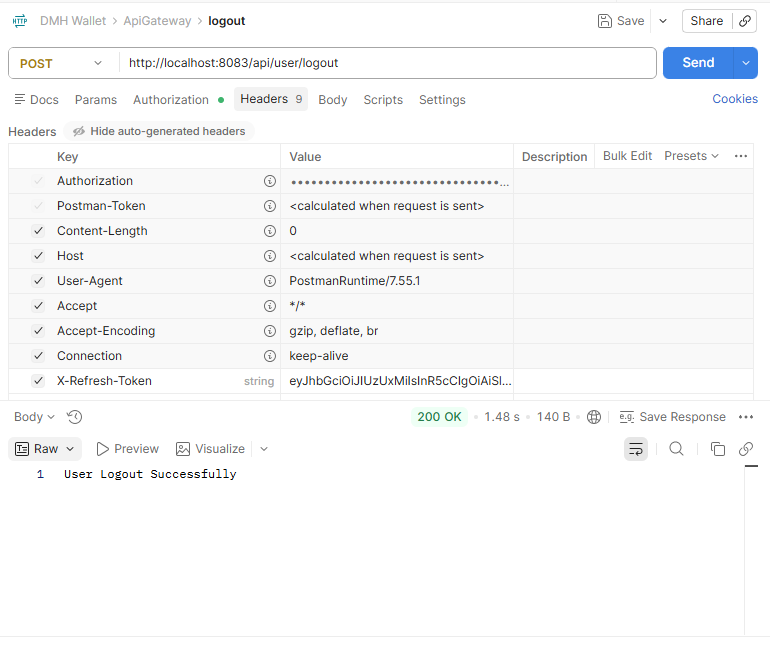 HTTP DMH Wallet > ApiGateway > logout Save Share
POST http://localhost:8083/api/user/logout Send
Docs Params Authorization Headers 9 Body Scripts Settings Cookies
Headers Hide auto-generated headers
Key Value Description Bulk Edit Presets
Authorization ••••••••••••••••••••••••••••••...
Postman-Token <calculated when request is sent>
Content-Length 0
Host <calculated when request is sent>
User-Agent PostmanRuntime/7.55.1
Accept */*
Accept-Encoding gzip, deflate, br
Connection keep-alive
X-Refresh-Token string eyJhbGciOiJIUzUxMiIsInR5cCIgOiAiSl...
Body 200 OK 1.48 s 140 B e.g. Save Response
Raw Preview Visualize
1 User Logout Successfully